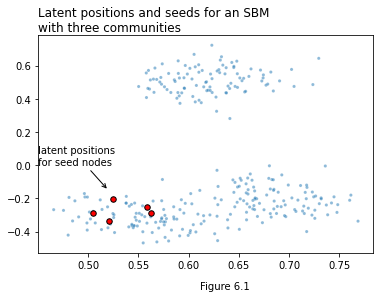 Latent positions and seeds for an SBM
with three communities
0.6
0.4
0.2
0.0
−0.2
−0.4
latent positions
for seed nodes
0.50 0.55 0.60 0.65 0.70 0.75
Figure 6.1